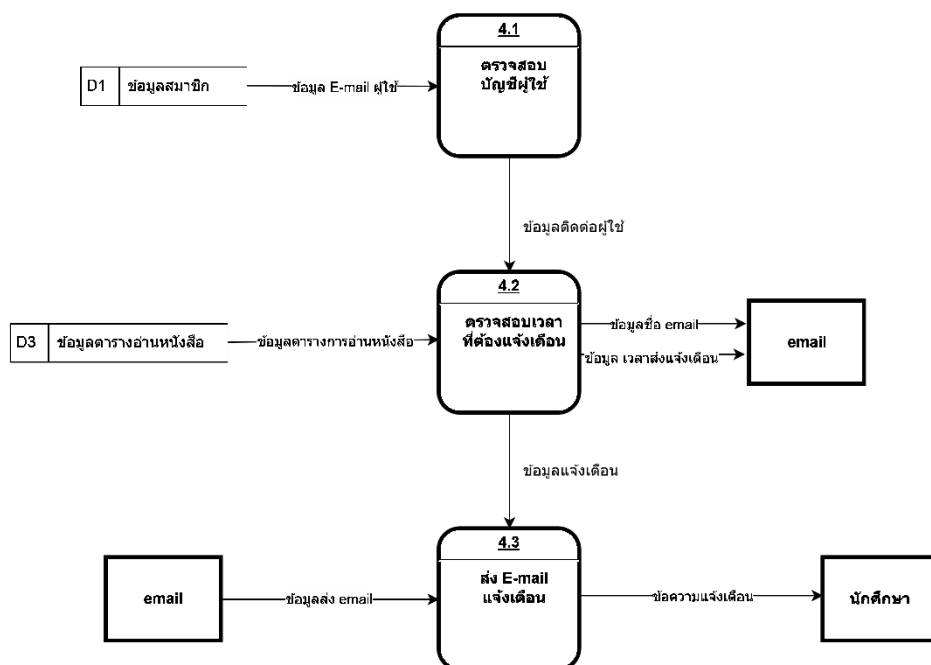 4.1
ตรวจสอบ
บัญชีผู้ใช้
D1 ข้อมูลสมาชิก
ข้อมูล E-mail ผู้ใช้
ข้อมูลติดต่อผู้ใช้
4.2
ตรวจสอบเวลา
ที่ต้องแจ้งเตือน
D3 ข้อมูลตารางอ่านหนังสือ
ข้อมูลตารางการอ่านหนังสือ
ข้อมูลชื่อ email
ข้อมูล เวลาส่งแจ้งเตือน
email
ข้อมูลแจ้งเตือน
4.3
ส่ง E-mail
แจ้งเตือน
email
ข้อมูลส่ง email
ข้อความแจ้งเตือน
นักศึกษา